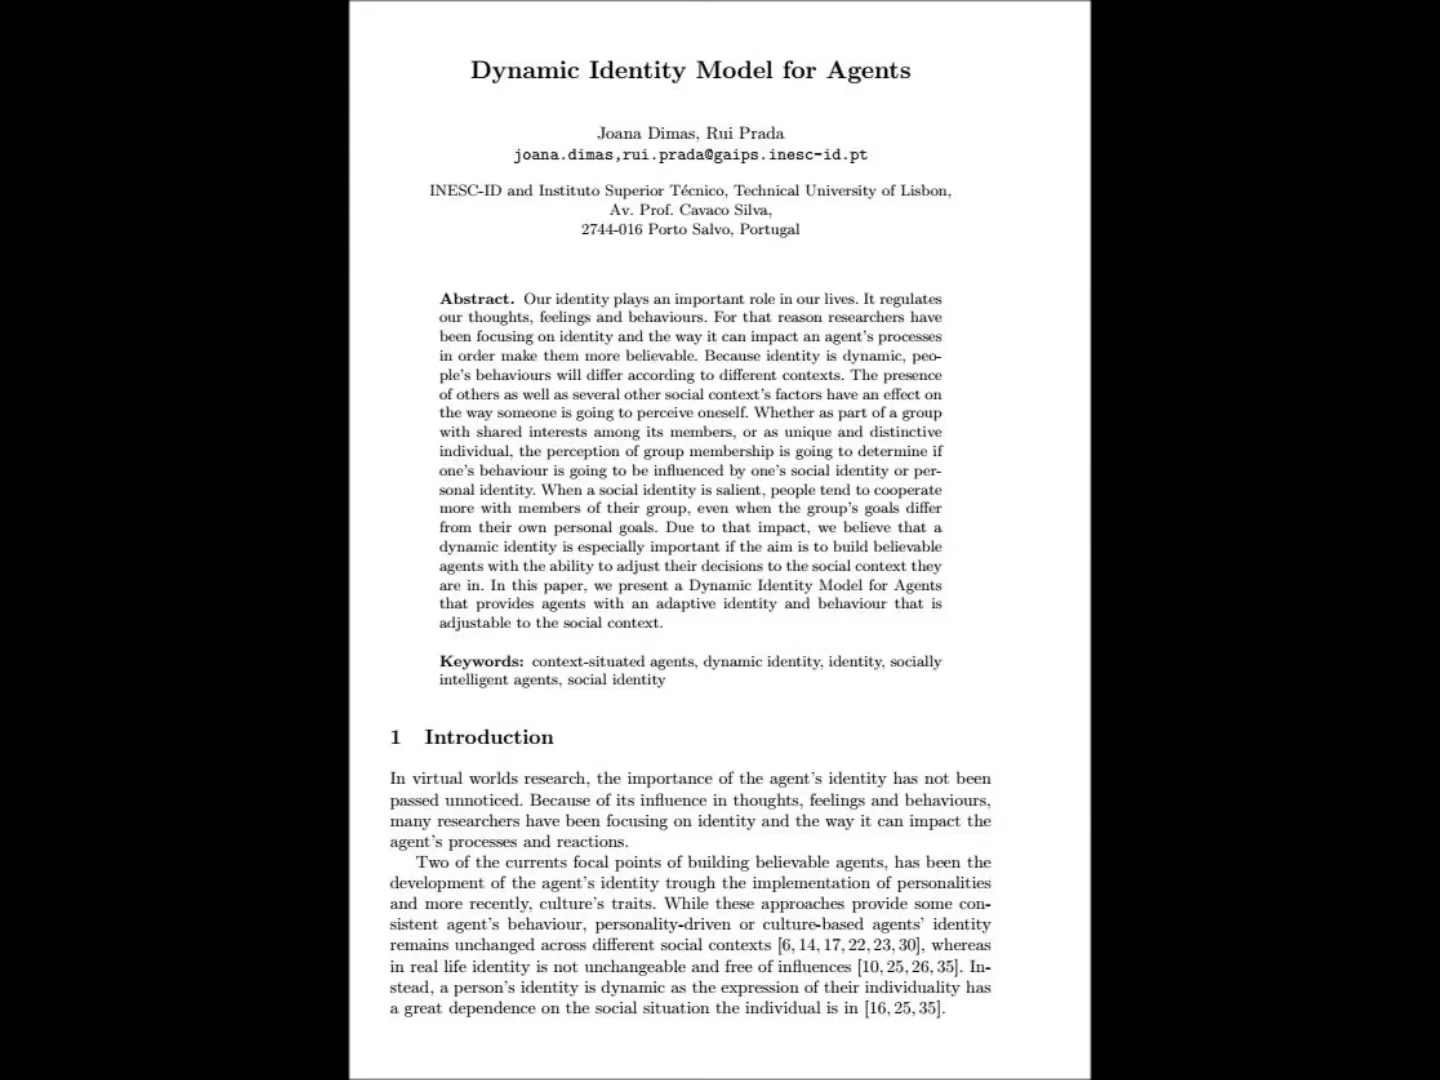 Dynamic Identity Model for Agents
Joana Dimas, Rui Prada
joana.dimas,rui.prada@gaips.inesc-id.pt
INESC-ID and Instituto Superior Técnico, Technical University of Lisbon,
Av. Prof. Cavaco Silva,
2744-016 Porto Salvo, Portugal
Abstract. Our identity plays an important role in our lives. It regulates
our thoughts, feelings and behaviours. For that reason researchers have
been focusing on identity and the way it can impact an agent's processes
in order make them more believable. Because identity is dynamic, peo-
ple's behaviours will differ according to different contexts. The presence
of others as well as several other social context's factors have an effect on
the way someone is going to perceive oneself. Whether as part of a group
with shared interests among its members, or as unique and distinctive
individual, the perception of group membership is going to determine if
one's behaviour is going to be influenced by one's social identity or per-
sonal identity. When a social identity is salient, people tend to cooperate
more with members of their group, even when the group's goals differ
from their own personal goals. Due to that impact, we believe that a
dynamic identity is especially important if the aim is to build believable
agents with the ability to adjust their decisions to the social context they
are in. In this paper, we present a Dynamic Identity Model for Agents
that provides agents with an adaptive identity and behaviour that is
adjustable to the social context.
Keywords: context-situated agents, dynamic identity, identity, socially
intelligent agents, social identity
1 Introduction
In virtual worlds research, the importance of the agent's identity has not been
passed unnoticed. Because of its influence in thoughts, feelings and behaviours,
many researchers have been focusing on identity and the way it can impact the
agent's processes and reactions.
Two of the currents focal points of building believable agents, has been the
development of the agent's identity trough the implementation of personalities
and more recently, culture's traits. While these approaches provide some con-
sistent agent's behaviour, personality-driven or culture-based agents' identity
remains unchanged across different social contexts [6, 14, 17, 22, 23, 30], whereas
in real life identity is not unchangeable and free of influences [10, 25, 26, 35]. In-
stead, a person's identity is dynamic as the expression of their individuality has
a great dependence on the social situation the individual is in [16, 25, 35].